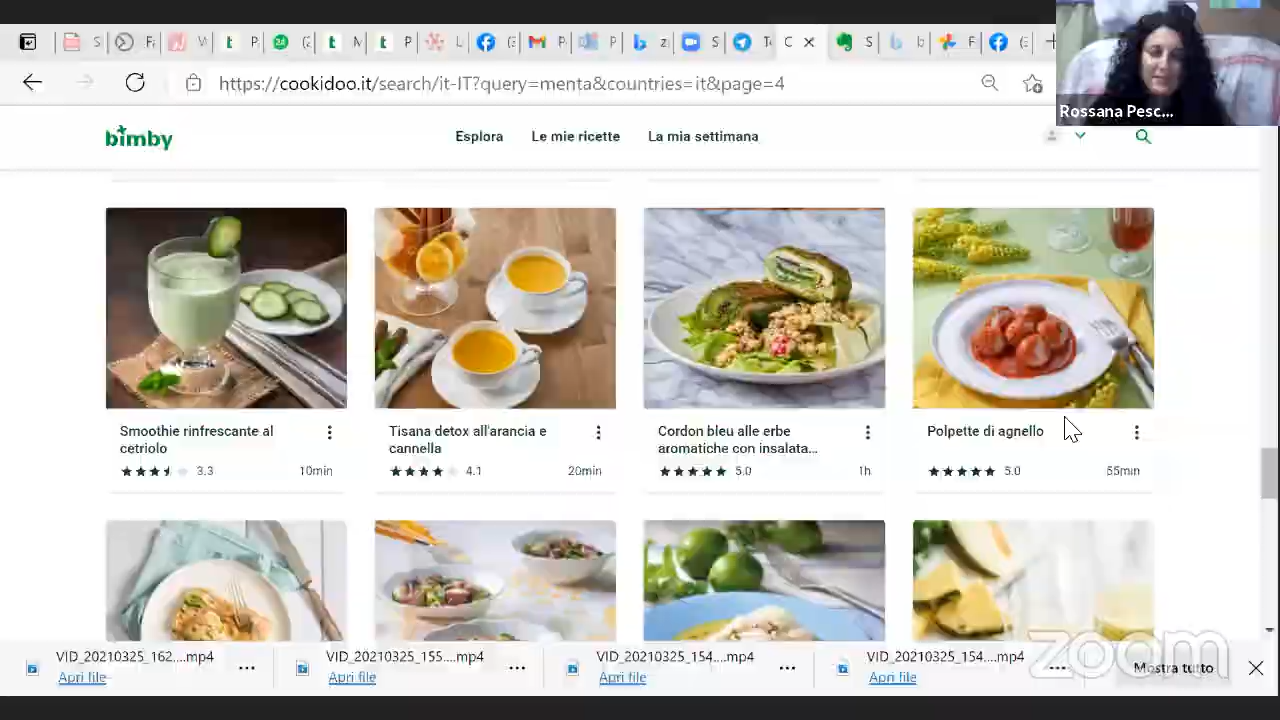 https://cookidoo.it/search/it-IT?query=menta&countries=it&page=4
Rossana Pesc...
bimby
Esplora
Le mie ricette
La mia settimana
Smoothie rinfrescante al
cetriolo
3.3
10min
Tisana detox all'arancia e
cannella
4.1
20min
Cordon bleu alle erbe
aromatiche con insalata...
5.0
1h
Polpette di agnello
5.0
55min
VID_20210325_162....mp4
Apri file
VID_20210325_155....mp4
Apri file
VID_20210325_154....mp4
Apri file
VID_20210325_154....mp4
Apri file
Mostra tutto
zoom